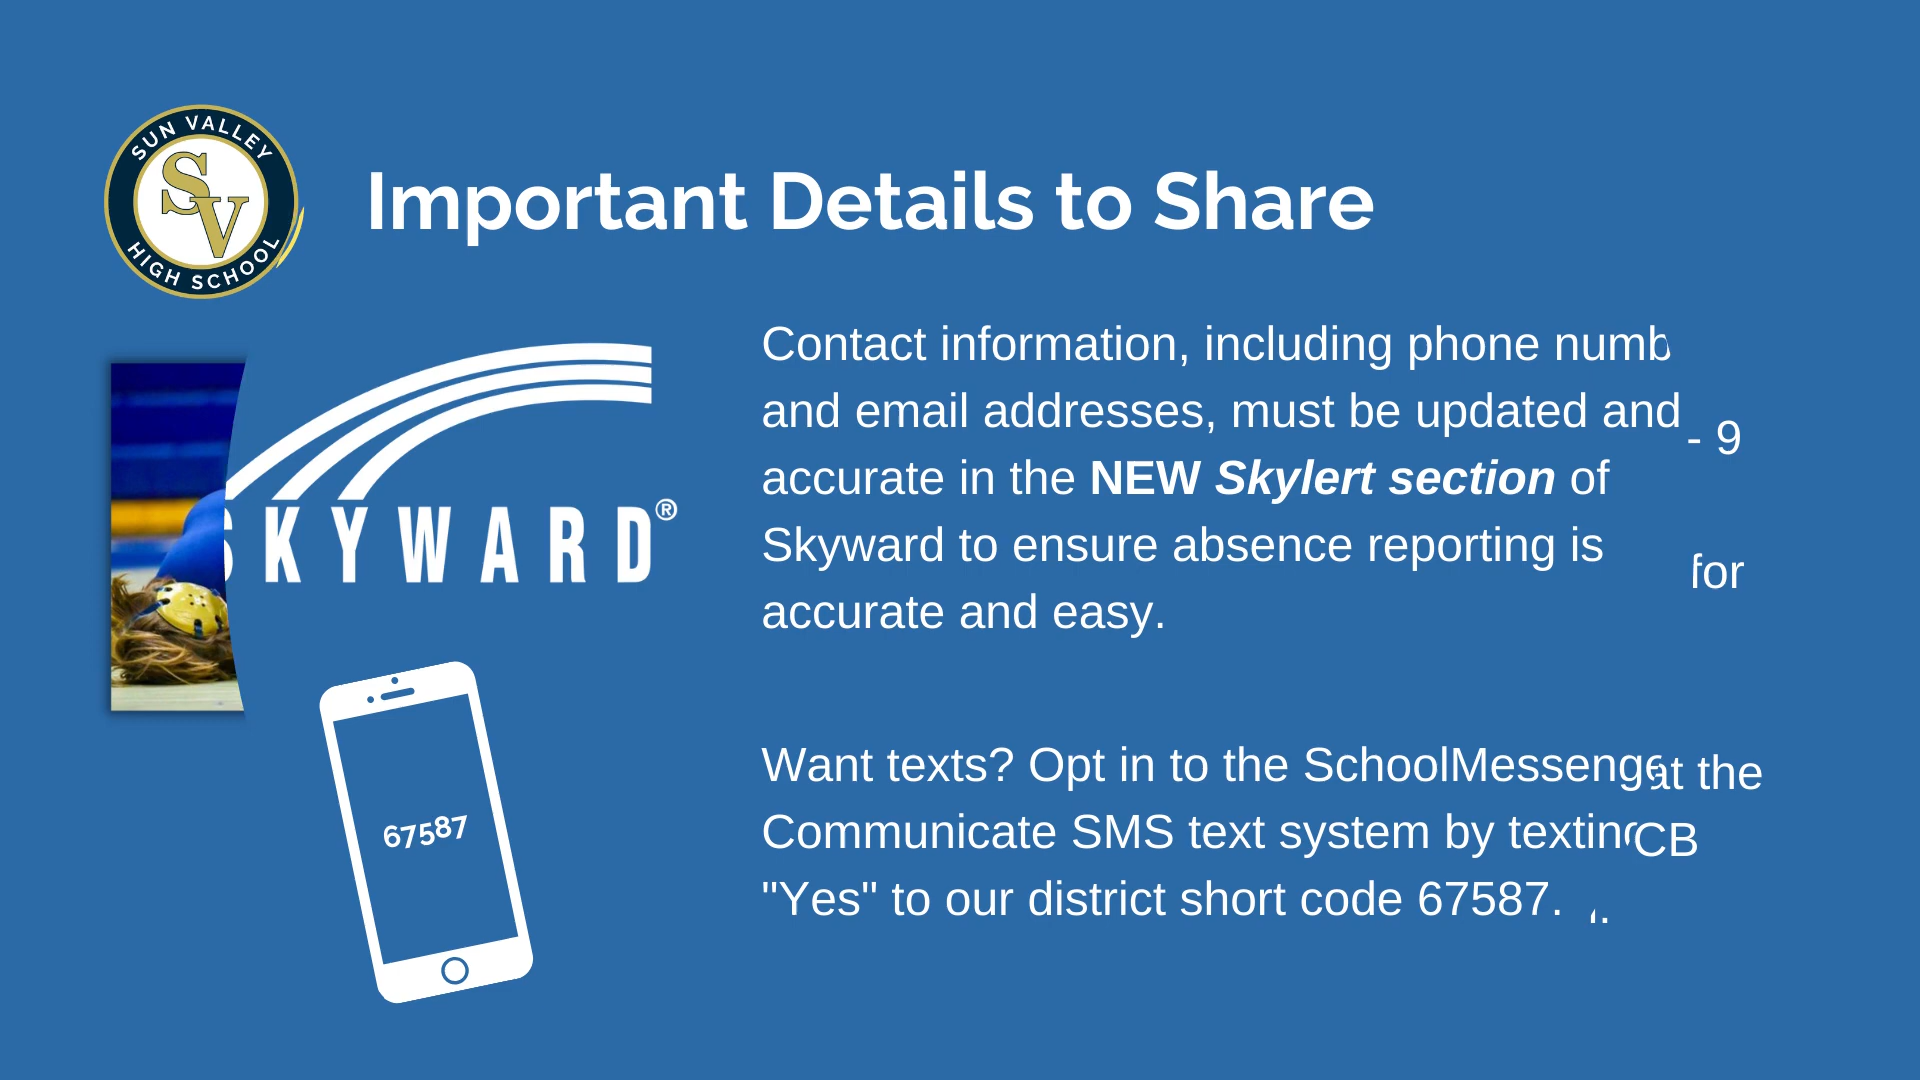 SUN VALLEY
HIGH SCHOOL
SV
Important Details to Share
SKYWARD®
67587
Contact information, including phone numb
and email addresses, must be updated and
accurate in the NEW Skylert section of
Skyward to ensure absence reporting is
accurate and easy.
Want texts? Opt in to the SchoolMessenge
Communicate SMS text system by texting
"Yes" to our district short code 67587.
- 9
for
at the
CB